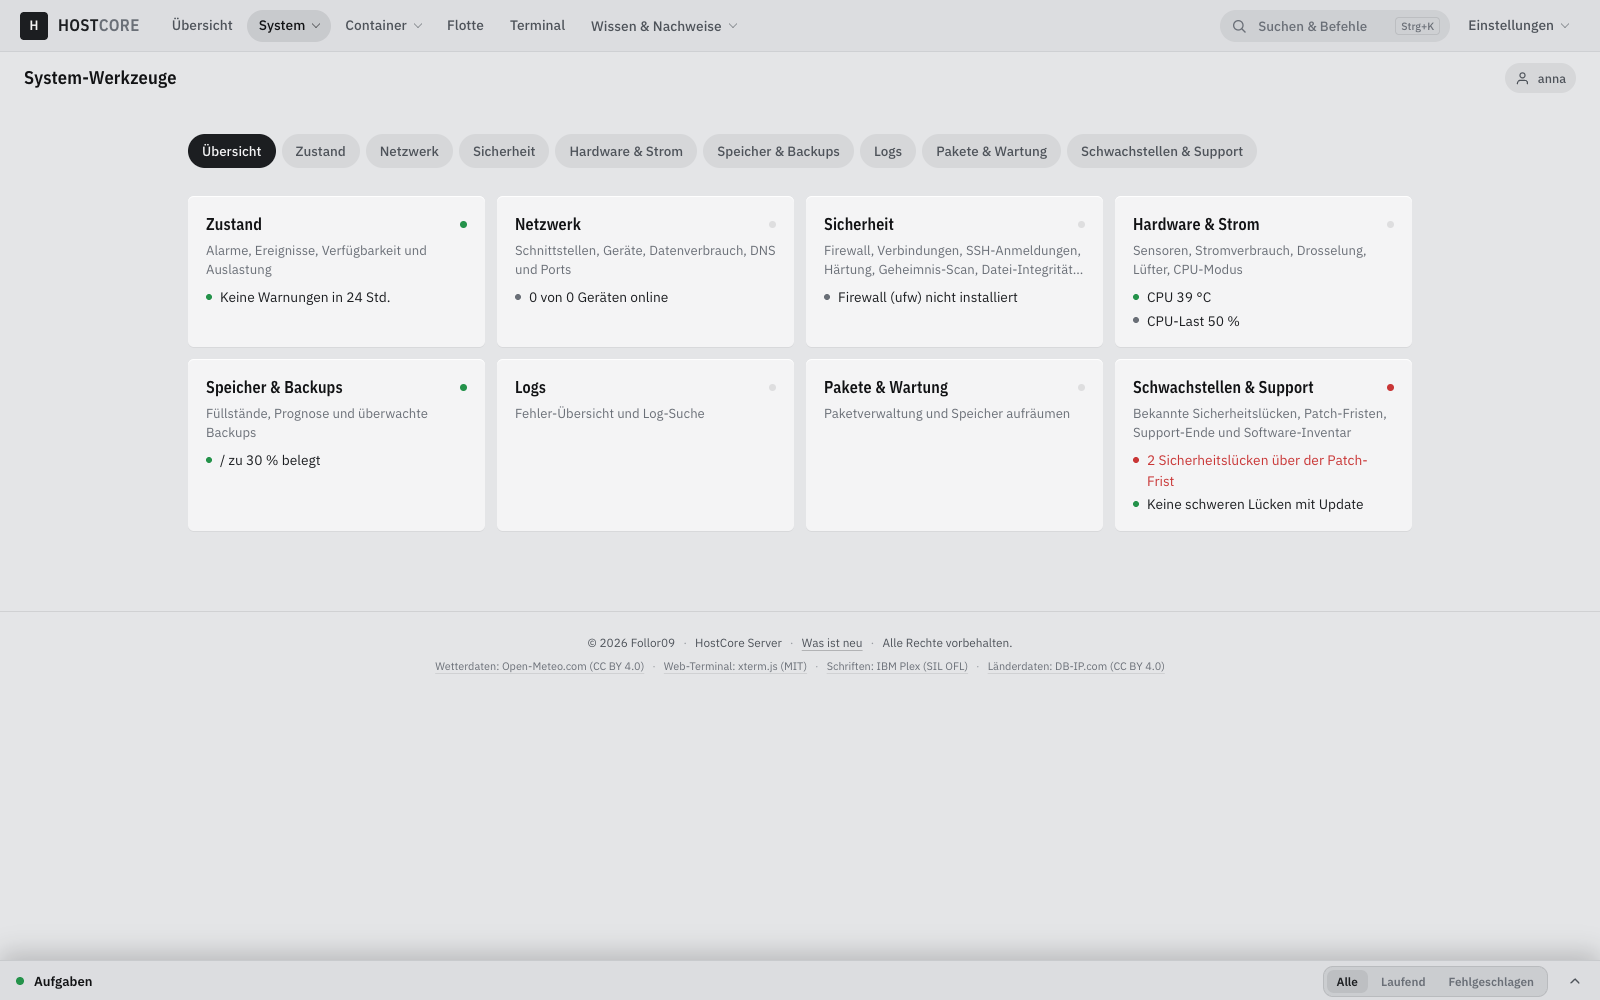 H HOSTCORE Übersicht System Container Flotte Terminal Wissen & Nachweise Suchen & Befehle Strg+K Einstellungen
System-Werkzeuge anna
Übersicht Zustand Netzwerk Sicherheit Hardware & Strom Speicher & Backups Logs Pakete & Wartung Schwachstellen & Support
Zustand
Alarme, Ereignisse, Verfügbarkeit und
Auslastung
Keine Warnungen in 24 Std.
Netzwerk
Schnittstellen, Geräte, Datenverbrauch, DNS
und Ports
0 von 0 Geräten online
Sicherheit
Firewall, Verbindungen, SSH-Anmeldungen,
Härtung, Geheimnis-Scan, Datei-Integrität...
Firewall (ufw) nicht installiert
Hardware & Strom
Sensoren, Stromverbrauch, Drosselung,
Lüfter, CPU-Modus
CPU 39 °C
CPU-Last 50 %
Speicher & Backups
Füllstände, Prognose und überwachte
Backups
/ zu 30 % belegt
Logs
Fehler-Übersicht und Log-Suche
Pakete & Wartung
Paketverwaltung und Speicher aufräumen
Schwachstellen & Support
Bekannte Sicherheitslücken, Patch-Fristen,
Support-Ende und Software-Inventar
2 Sicherheitslücken über der Patch-
Frist
Keine schweren Lücken mit Update
© 2026 Follor09 · HostCore Server · Was ist neu · Alle Rechte vorbehalten.
Wetterdaten: Open-Meteo.com (CC BY 4.0) · Web-Terminal: xterm.js (MIT) · Schriften: IBM Plex (SIL OFL) · Länderdaten: DB-IP.com (CC BY 4.0)
Aufgaben Alle Laufend Fehlgeschlagen